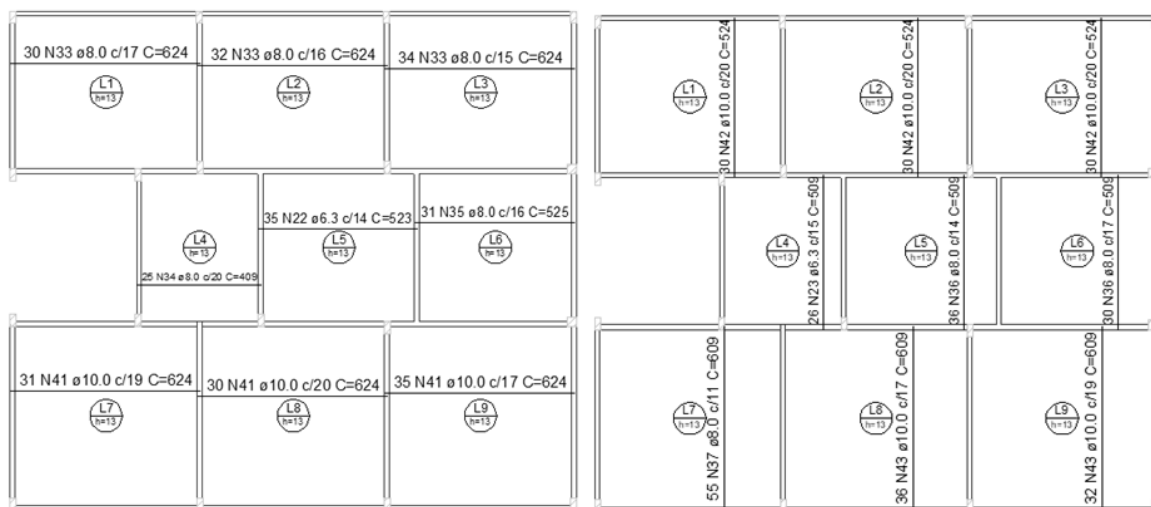 30 N33 ø8.0 c/17 C=624
32 N33 ø8.0 c/16 C=624
34 N33 ø8.0 c/15 C=624
L1
h=13
L2
h=13
L3
h=13
35 N22 ø6.3 c/14 C=523
31 N35 ø8.0 c/16 C=525
L4
h=13
L5
h=13
L6
h=13
25 N34 ø8.0 c/20 C=409
31 N41 ø10.0 c/19 C=624
30 N41 ø10.0 c/20 C=624
35 N41 ø10.0 c/17 C=624
L7
h=13
L8
h=13
L9
h=13
L1
h=13
30 N42 ø10.0 c/20 C=524
L2
h=13
30 N42 ø10.0 c/20 C=524
L3
h=13
30 N42 ø10.0 c/20 C=524
L4
h=13
26 N23 ø6.3 c/15 C=509
L5
h=13
36 N36 ø8.0 c/14 C=509
L6
h=13
30 N36 ø8.0 c/17 C=509
L7
h=13
55 N37 ø8.0 c/11 C=609
L8
h=13
36 N43 ø10.0 c/17 C=609
L9
h=13
32 N43 ø10.0 c/19 C=609